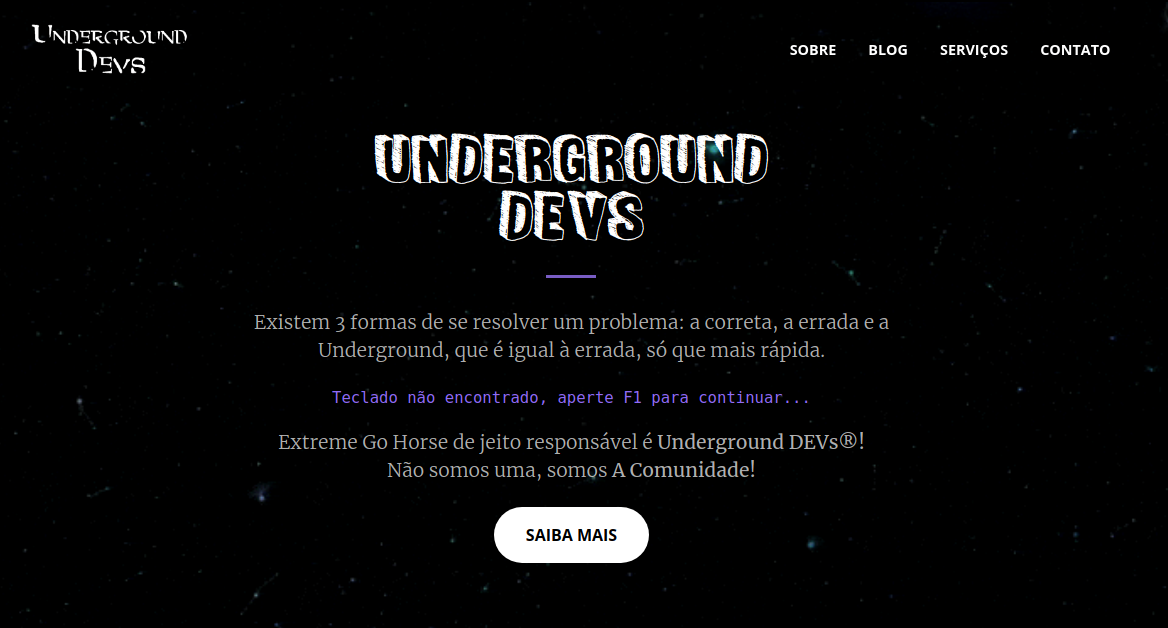 UNDERGROUND
DEVS
SOBRE BLOG SERVIÇOS CONTATO
UNDERGROUND
DEVS
Existem 3 formas de se resolver um problema: a correta, a errada e a
Underground, que é igual à errada, só que mais rápida.
Teclado não encontrado, aperte F1 para continuar...
Extreme Go Horse de jeito responsável é Underground DEVs®!
Não somos uma, somos A Comunidade!
SAIBA MAIS